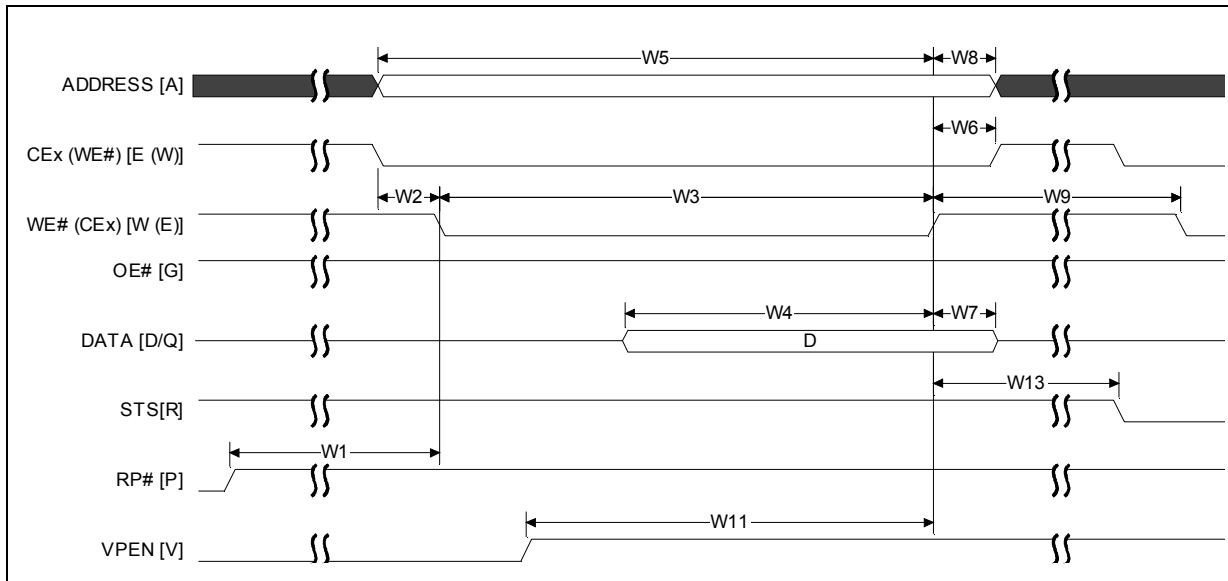 W5
W8
ADDRESS [A]
W6
CEx (WE#) [E (W)]
W2
W3
W9
WE# (CEx) [W (E)]
OE# [G]
W4
W7
DATA [D/Q]
D
W13
STS[R]
W1
RP# [P]
W11
VPEN [V]